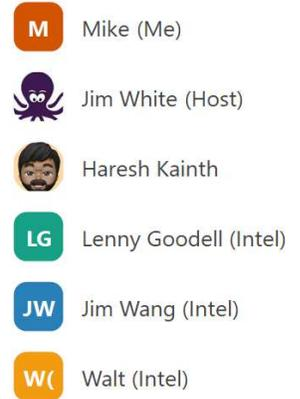 M Mike (Me)
Jim White (Host)
Haresh Kainth
LG Lenny Goodell (Intel)
JW Jim Wang (Intel)
W( Walt (Intel)